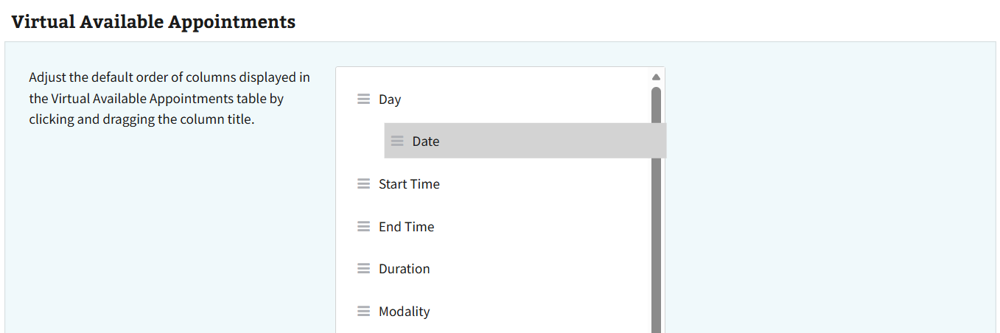 Virtual Available Appointments
Adjust the default order of columns displayed in
the Virtual Available Appointments table by
clicking and dragging the column title.
Day
Date
Start Time
End Time
Duration
Modality